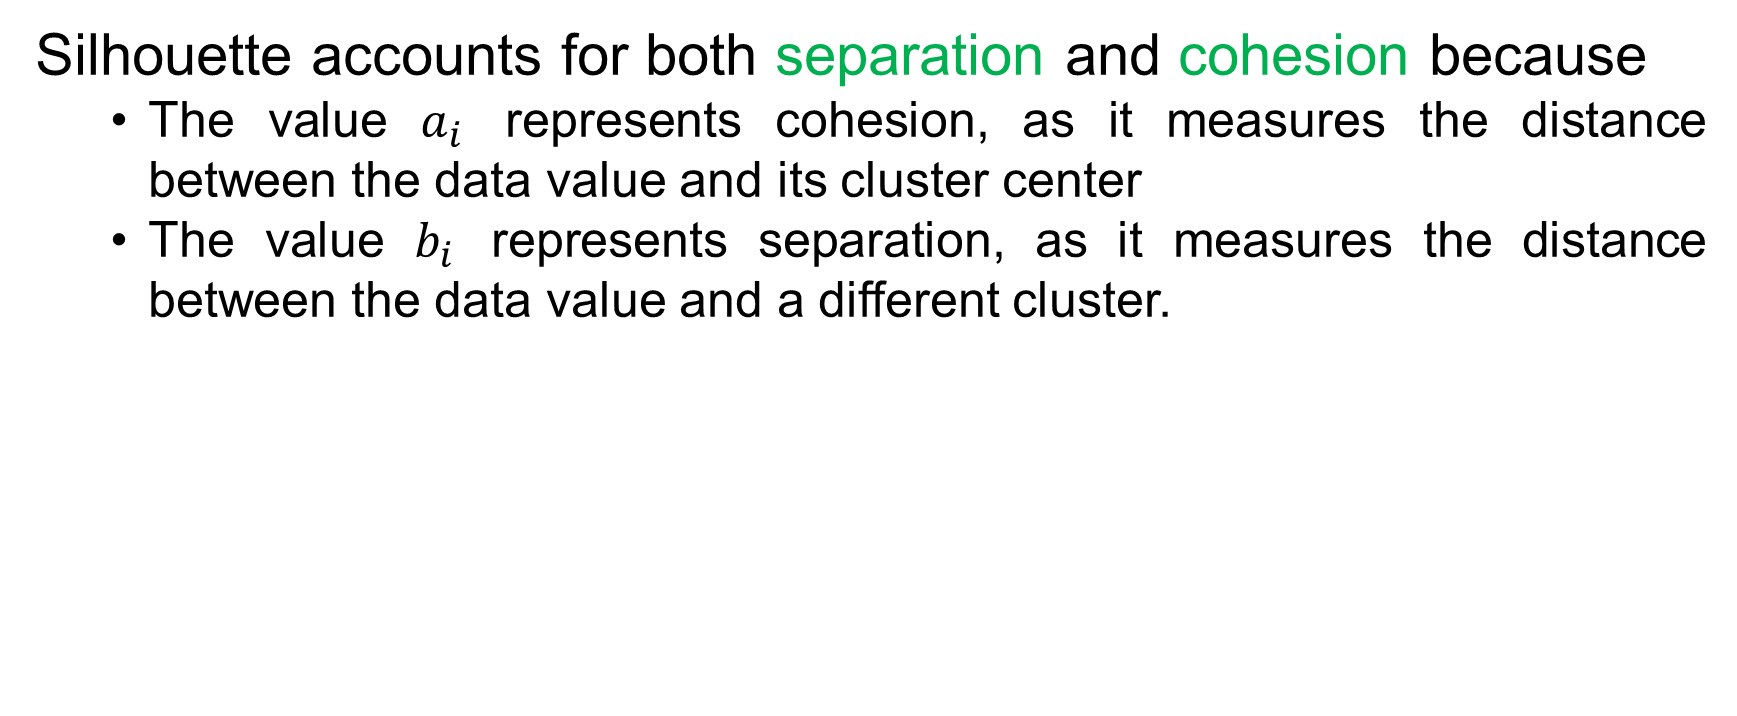 Silhouette accounts for both separation and cohesion because
• The value 𝑎ᵢ represents cohesion, as it measures the distance
between the data value and its cluster center
• The value 𝑏ᵢ represents separation, as it measures the distance
between the data value and a different cluster.